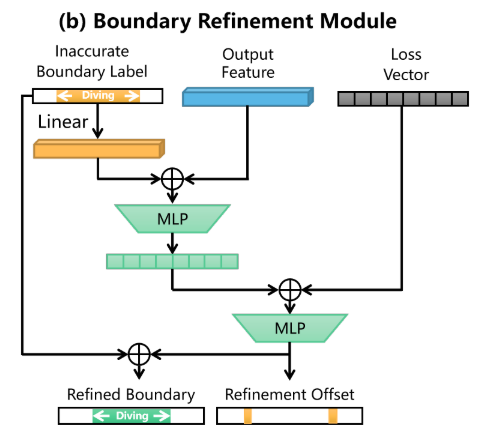 (b) Boundary Refinement Module
Inaccurate
Boundary Label
Output
Feature
Loss
Vector
Diving
Linear
MLP
MLP
Refined Boundary
Refinement Offset
Diving